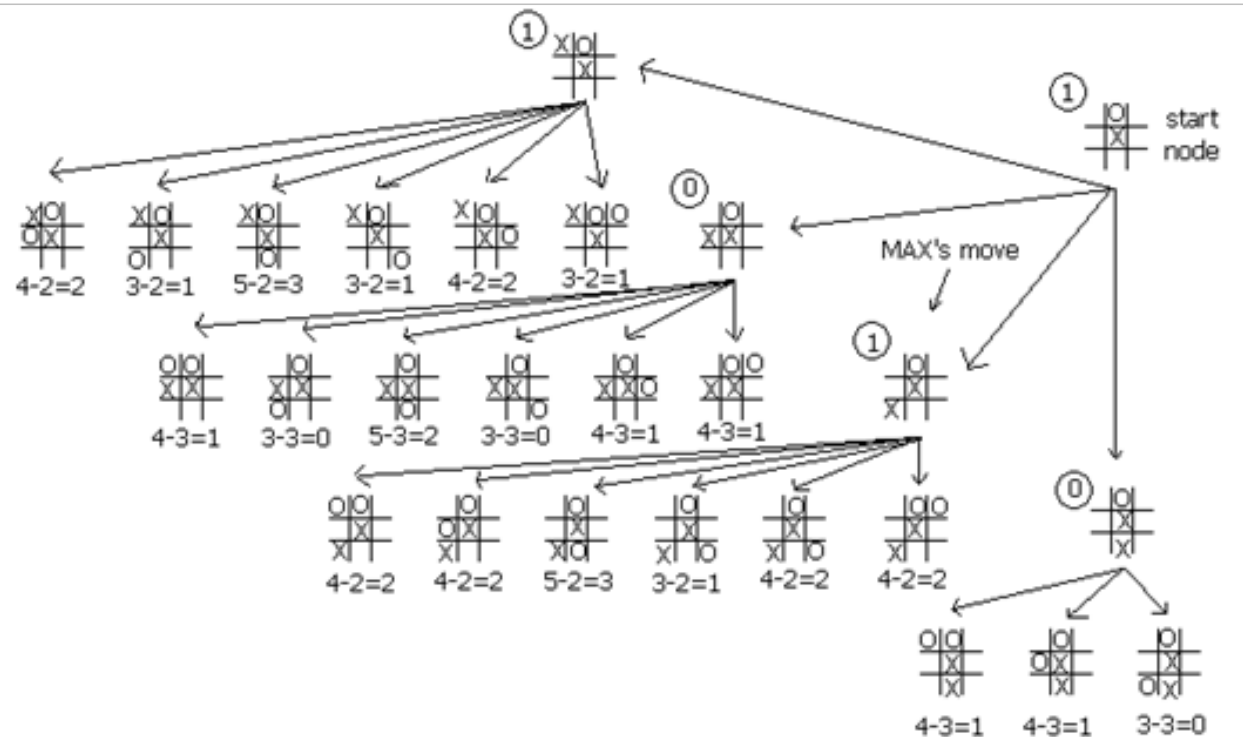 1
X O
X
1
O
X
start
node
X O
O X
4-2=2
X O
X
O
3-2=1
X O
X
O
5-2=3
X O
X
O
3-2=1
X O
X O
4-2=2
X O O
X
3-2=1
0
O
X X
MAX's move
O O
X X
4-3=1
O
X X
O
3-3=0
O
X X
O
5-3=2
O
X X
O
3-3=0
O
X X O
4-3=1
O O
X X
4-3=1
1
O
X
X
O O
X
X
4-2=2
O
O X
X
4-2=2
O
X
X O
5-2=3
O
X
X O
3-2=1
O
X
X O
4-2=2
O O
X
X
4-2=2
0
O
X
X
O O
X
X
4-3=1
O
O X
X
4-3=1
O
X
O X
3-3=0